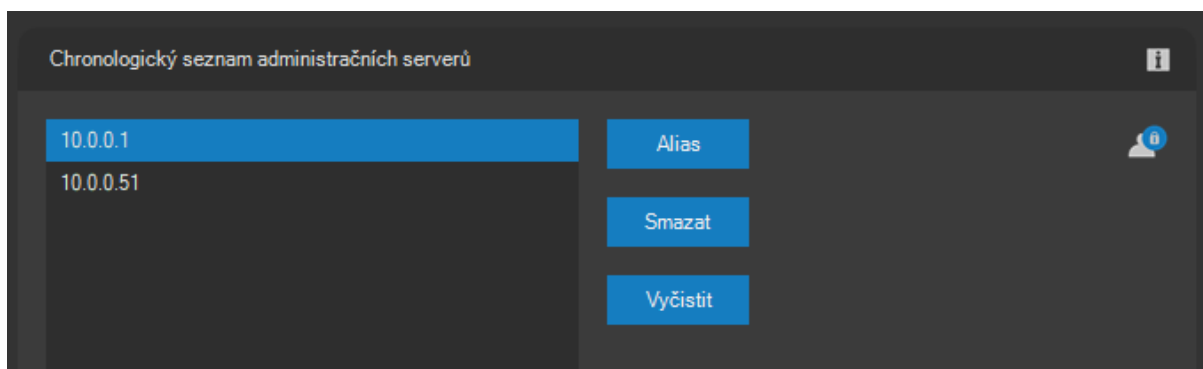 Chronologický seznam administračních serverů
10.0.0.1
10.0.0.51
Alias
Smazat
Vyčistit